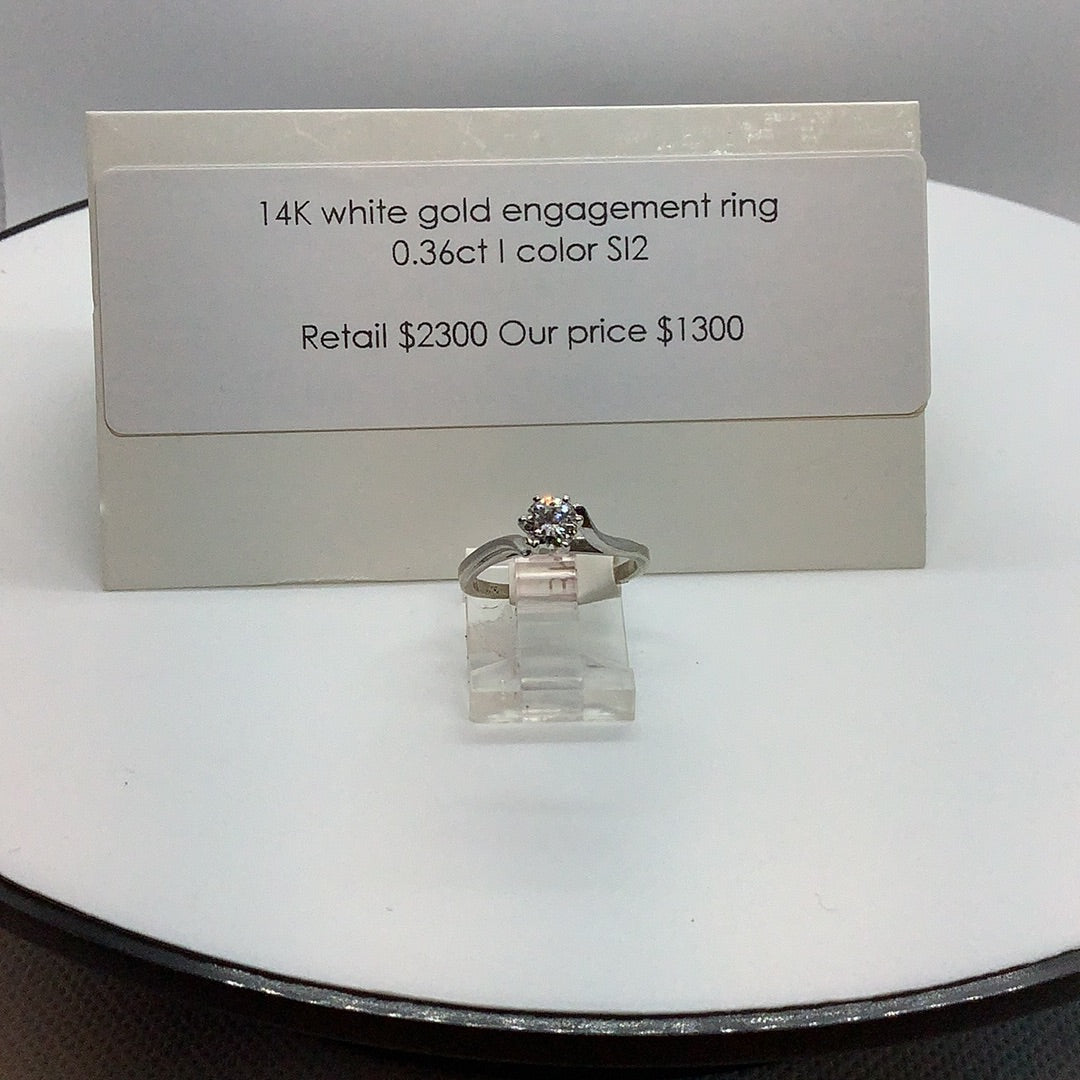 14K white gold engagement ring
0.36ct I color SI2
Retail $2300 Our price $1300